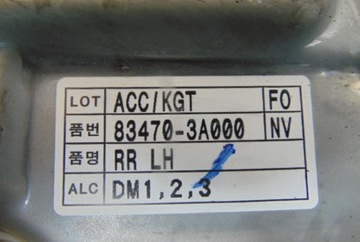 LOT ACC/KGT FO
품번 83470-3A000 NV
품명 RR LH
ALC DM1,2,3